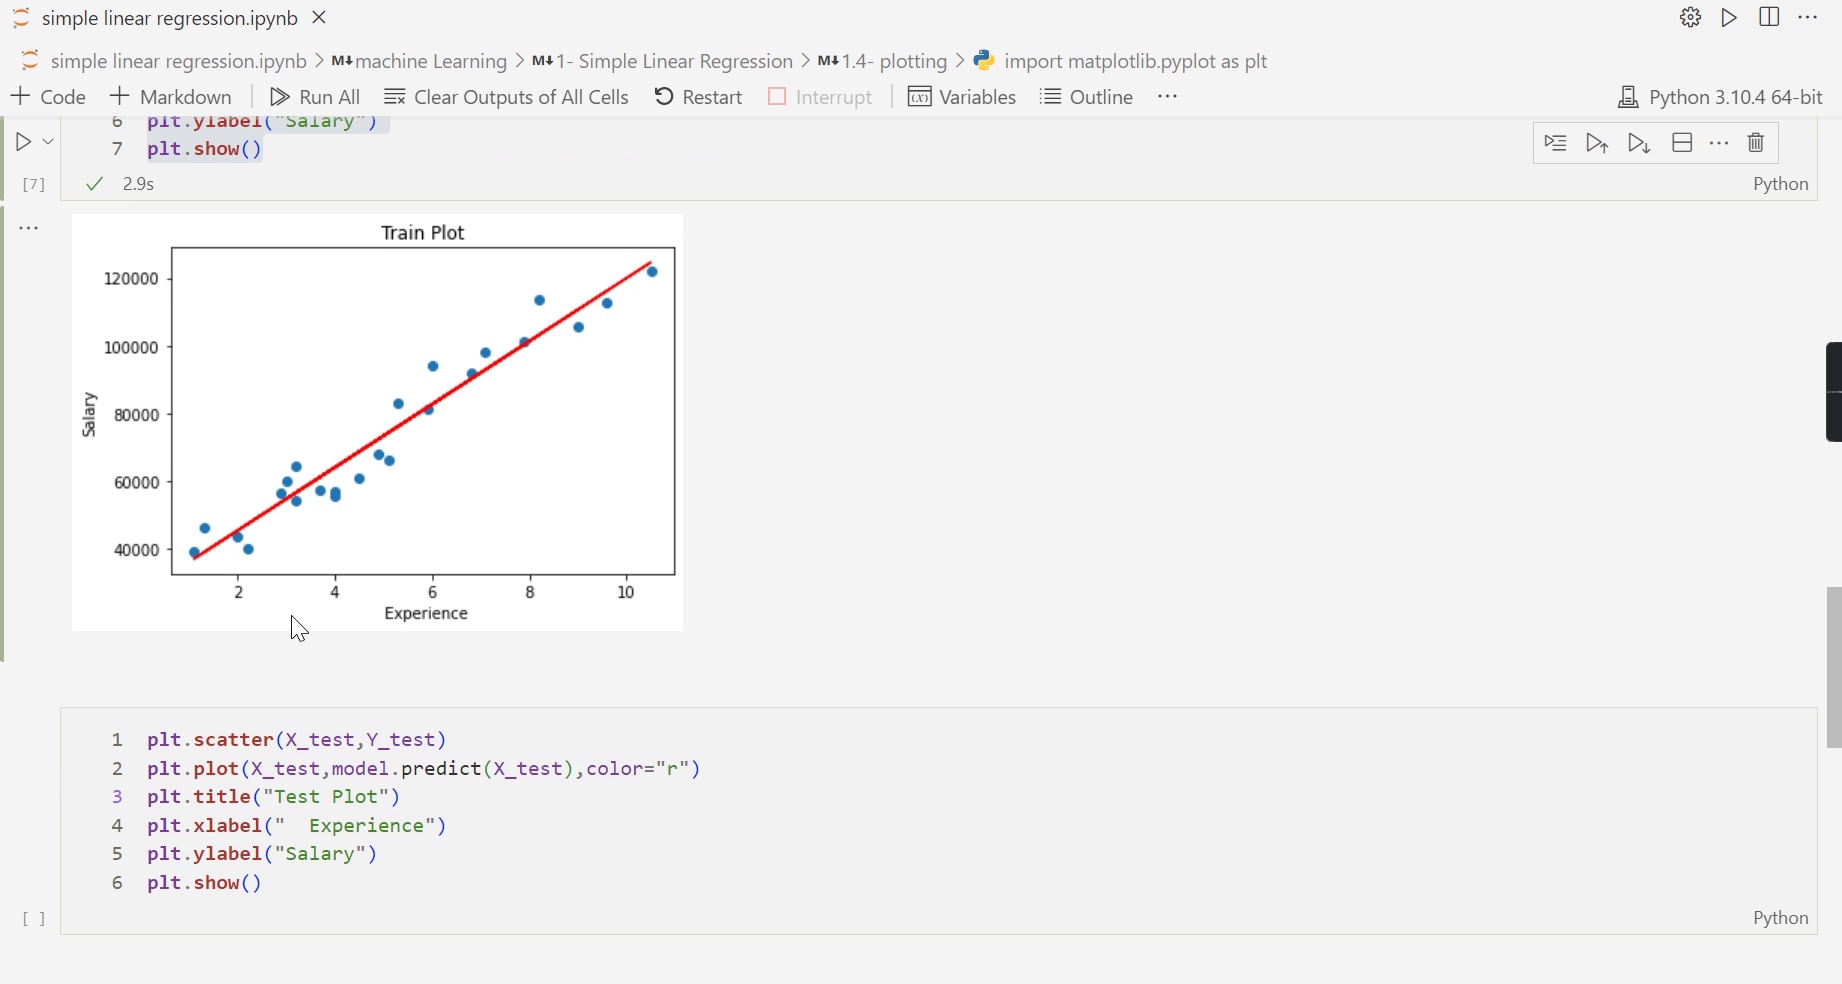 simple linear regression.ipynb
simple linear regression.ipynb > M↓ machine Learning > M↓ 1- Simple Linear Regression > M↓ 1.4- plotting > import matplotlib.pyplot as plt
+ Code + Markdown Run All Clear Outputs of All Cells Restart Interrupt Variables Outline ... Python 3.10.4 64-bit
6 plt.ylabel("Salary")
7 plt.show()
[7] 2.9s Python
Train Plot
120000
100000
80000
60000
40000
Salary
2 4 6 8 10
Experience
1 plt.scatter(X_test,Y_test)
2 plt.plot(X_test,model.predict(X_test),color="r")
3 plt.title("Test Plot")
4 plt.xlabel("  Experience")
5 plt.ylabel("Salary")
6 plt.show()
[ ] Python